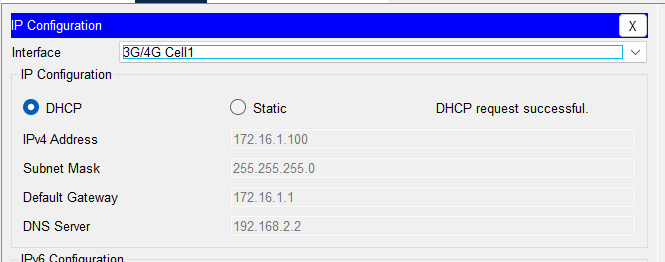 IP Configuration X
Interface 3G/4G Cell1
IP Configuration
DHCP Static DHCP request successful.
IPv4 Address 172.16.1.100
Subnet Mask 255.255.255.0
Default Gateway 172.16.1.1
DNS Server 192.168.2.2
IPv6 Configuration